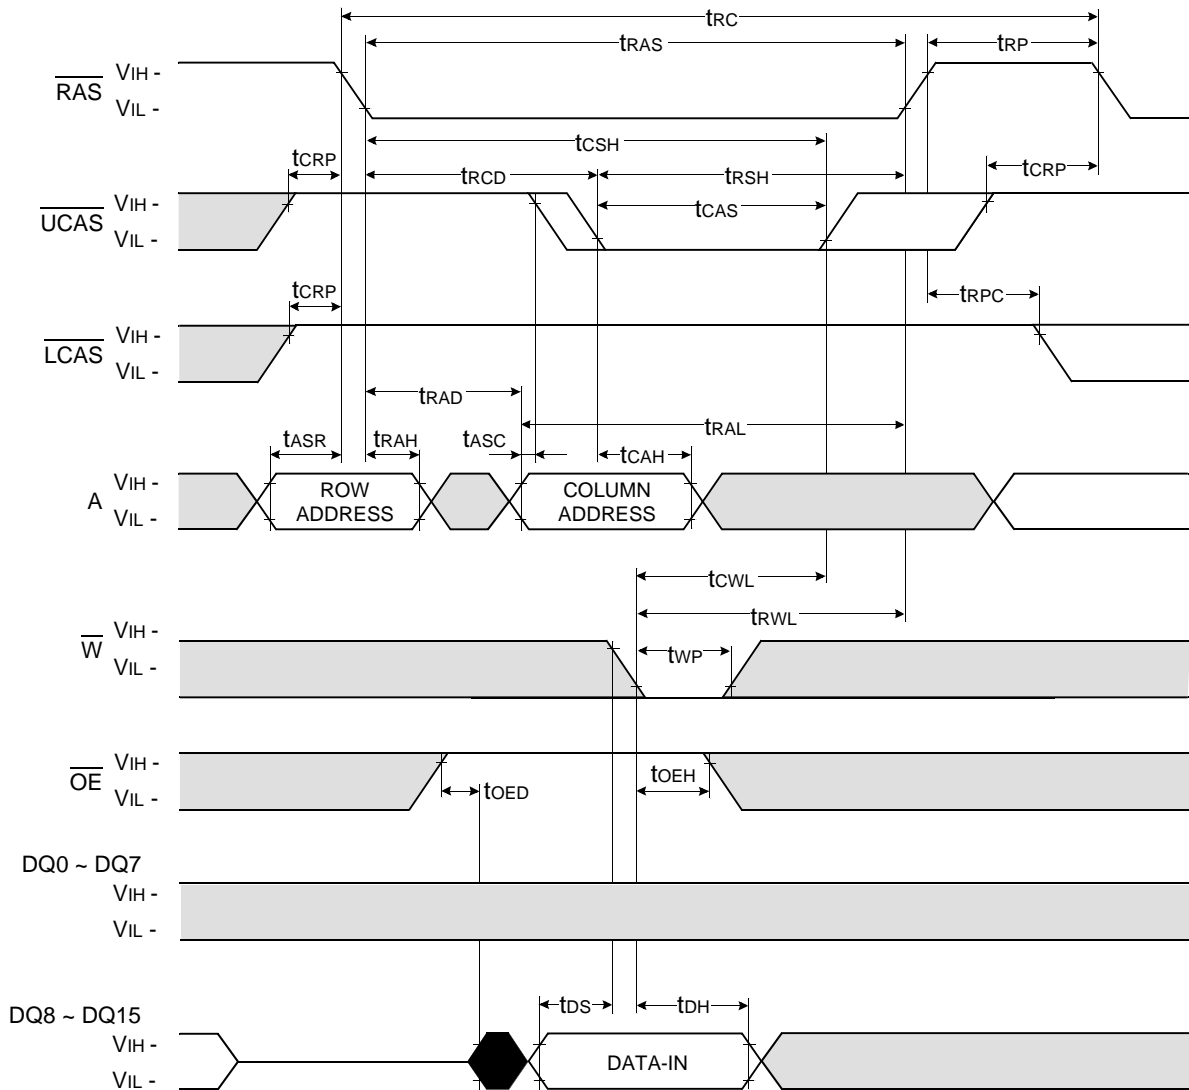 tRC
tRAS
tRP
RAS
VIH -
VIL -
tCSH
tCRP
tRCD
tRSH
tCRP
UCAS
VIH -
VIL -
tCAS
tCRP
tRPC
LCAS
VIH -
VIL -
tRAD
tRAL
tASR
tRAH
tASC
tCAH
A
VIH -
VIL -
ROW
ADDRESS
COLUMN
ADDRESS
tCWL
tRWL
W
VIH -
VIL -
tWP
OE
VIH -
VIL -
tOED
tOEH
DQ0 ~ DQ7
VIH -
VIL -
DQ8 ~ DQ15
tDS
tDH
VIH -
VIL -
DATA-IN